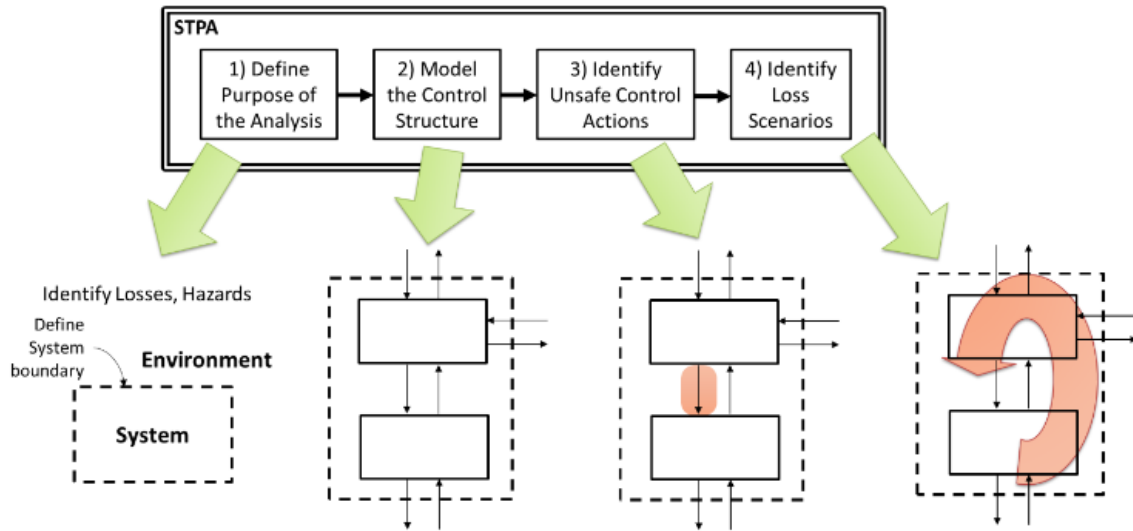 STPA
1) Define
Purpose of
the Analysis
2) Model
the Control
Structure
3) Identify
Unsafe Control
Actions
4) Identify
Loss
Scenarios
Identify Losses, Hazards
Define
System
boundary
Environment
System